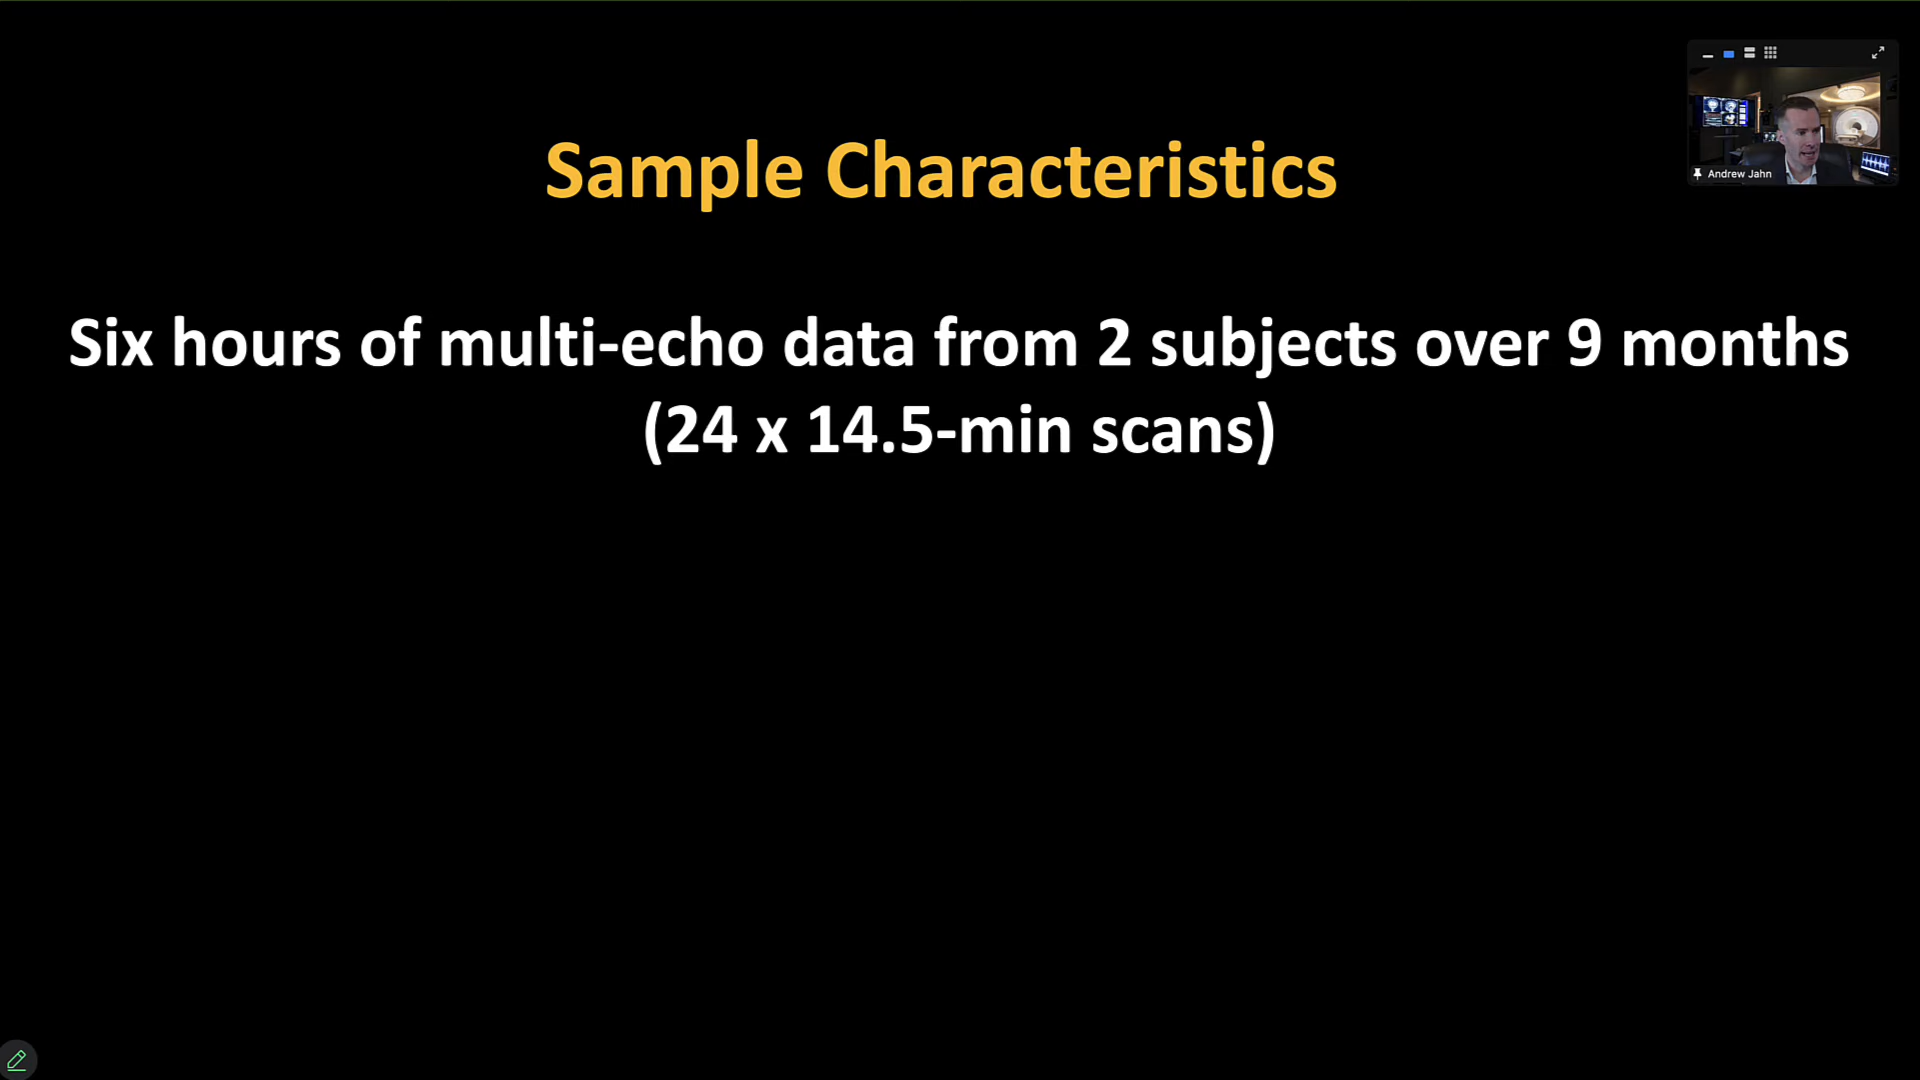 Sample Characteristics
Six hours of multi-echo data from 2 subjects over 9 months
(24 x 14.5-min scans)
Andrew Jahn